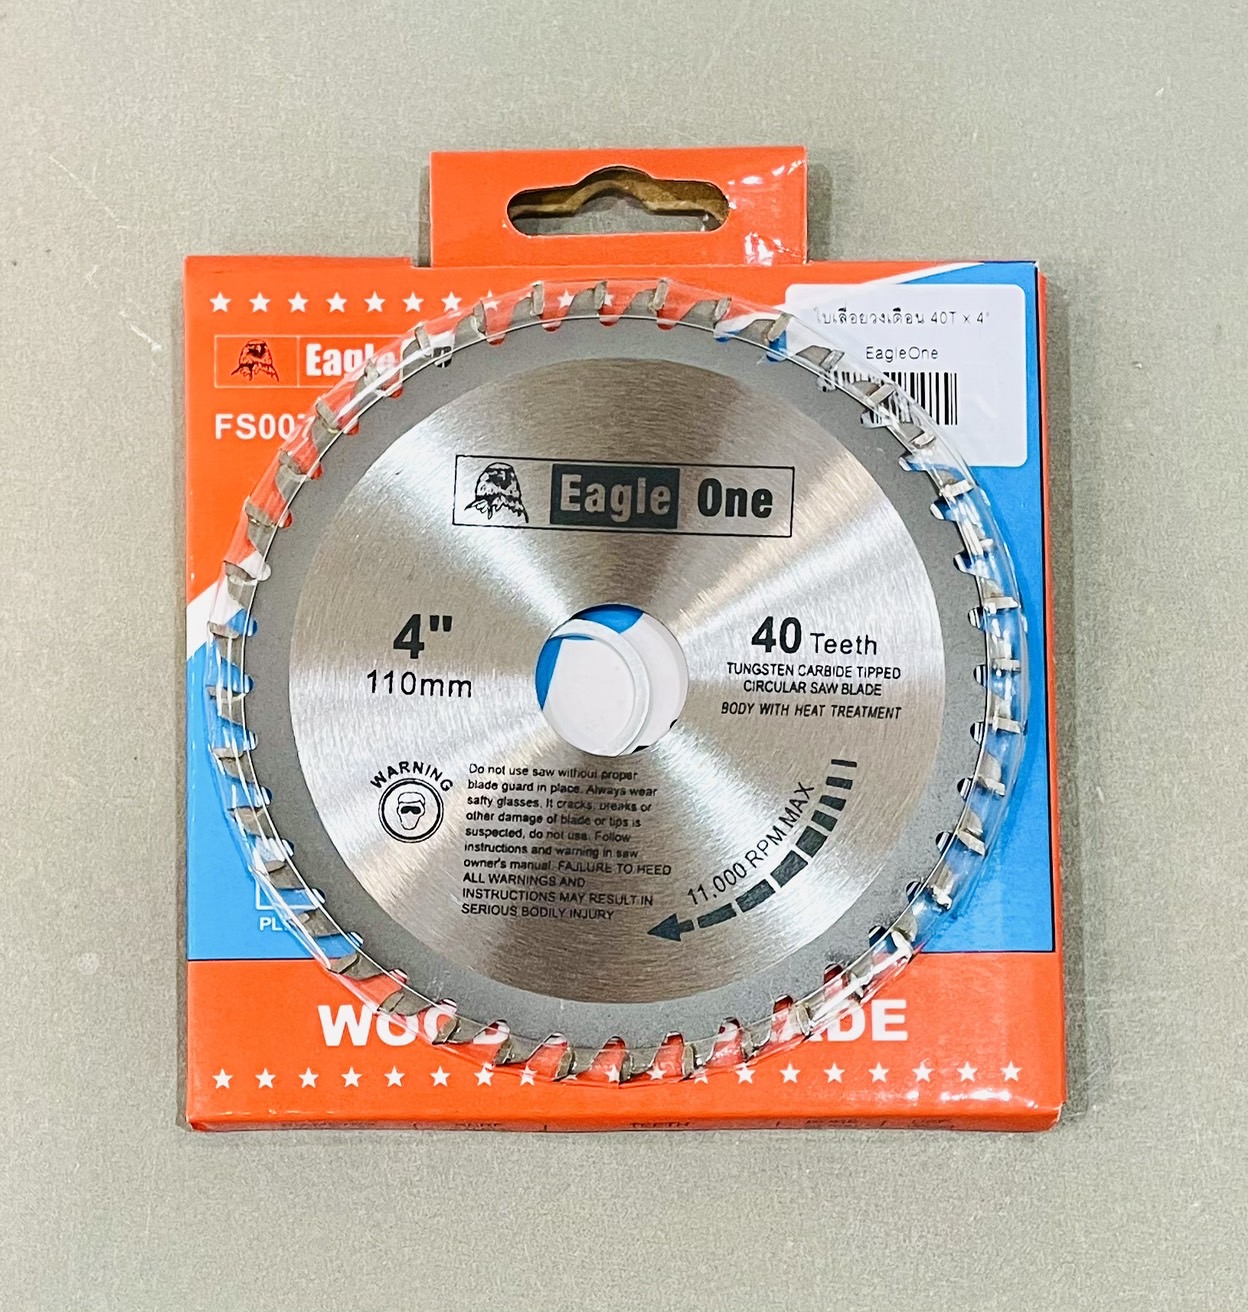 ใบเลื่อยวงเดือน 40T x 4"
EagleOne
Eagle
FS007
Eagle One
4"
110mm
40 Teeth
TUNGSTEN CARBIDE TIPPED
CIRCULAR SAW BLADE
BODY WITH HEAT TREATMENT
WARNING
Do not use saw without proper
blade guard in place. Always wear
safty glasses. It cracks, breaks or
other damage of blade or tips is
suspected, do not use. Follow
instructions and warning in saw
owner's manual. FAILURE TO HEED
ALL WARNINGS AND
INSTRUCTIONS MAY RESULT IN
SERIOUS BODILY INJURY
11.000 RPM MAX
WOOD
TEETH